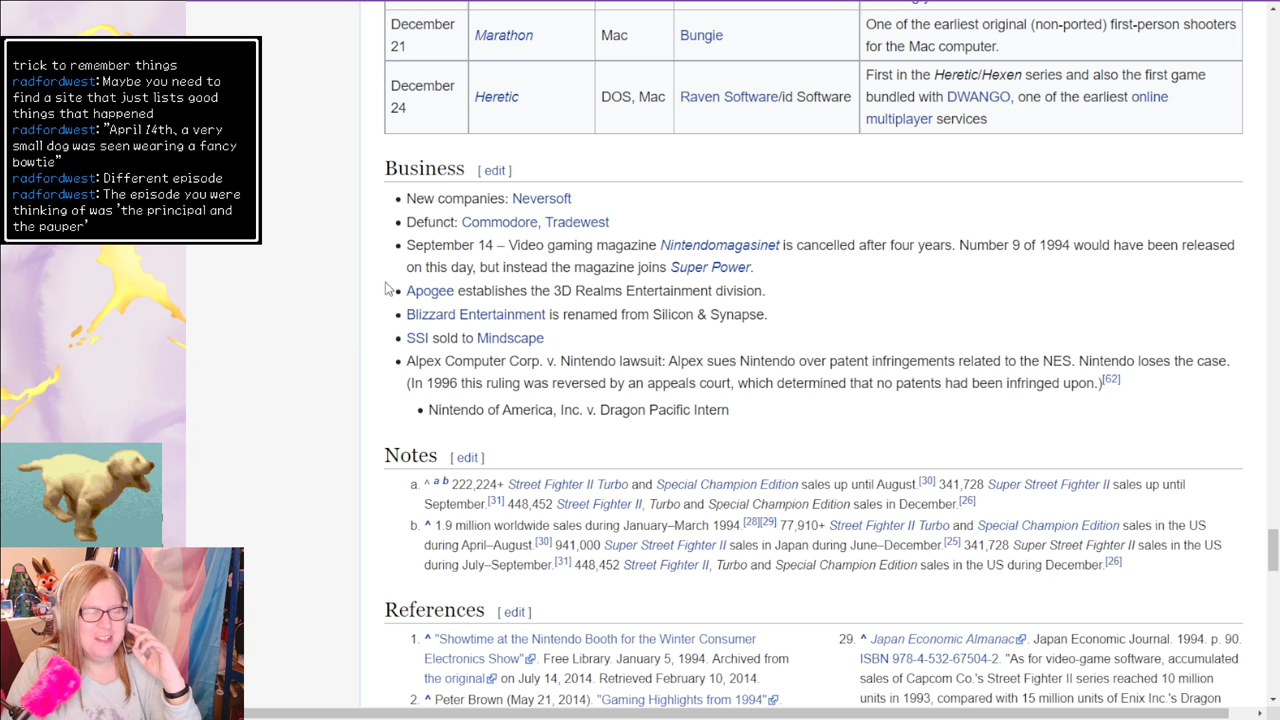 trick to remember things
radfordwest: Maybe you need to
find a site that just lists good
things that happened
radfordwest: "April 14th, a very
small dog was seen wearing a fancy
bowtie"
radfordwest: Different episode
radfordwest: The episode you were
thinking of was 'the principal and
the pauper'
December 21 Marathon Mac Bungie One of the earliest original (non-ported) first-person shooters
for the Mac computer.
December 24 Heretic DOS, Mac Raven Software/id Software First in the Heretic/Hexen series and also the first game
bundled with DWANGO, one of the earliest online
multiplayer services
Business [ edit ]
• New companies: Neversoft
• Defunct: Commodore, Tradewest
• September 14 – Video gaming magazine Nintendomagasinet is cancelled after four years. Number 9 of 1994 would have been released
on this day, but instead the magazine joins Super Power.
• Apogee establishes the 3D Realms Entertainment division.
• Blizzard Entertainment is renamed from Silicon & Synapse.
• SSI sold to Mindscape
• Alpex Computer Corp. v. Nintendo lawsuit: Alpex sues Nintendo over patent infringements related to the NES. Nintendo loses the case.
(In 1996 this ruling was reversed by an appeals court, which determined that no patents had been infringed upon.)[62]
• Nintendo of America, Inc. v. Dragon Pacific Intern
Notes [ edit ]
a. ^ a b 222,224+ Street Fighter II Turbo and Special Champion Edition sales up until August.[30] 341,728 Super Street Fighter II sales up until
September.[31] 448,452 Street Fighter II, Turbo and Special Champion Edition sales in December.[26]
b. ^ 1.9 million worldwide sales during January–March 1994.[28][29] 77,910+ Street Fighter II Turbo and Special Champion Edition sales in the US
during April–August.[30] 941,000 Super Street Fighter II sales in Japan during June–December.[25] 341,728 Super Street Fighter II sales in the US
during July–September.[31] 448,452 Street Fighter II, Turbo and Special Champion Edition sales in the US during December.[26]
References [ edit ]
1. ^ "Showtime at the Nintendo Booth for the Winter Consumer
Electronics Show". Free Library. January 5, 1994. Archived from
the original on July 14, 2014. Retrieved February 10, 2014.
2. ^ Peter Brown (May 21, 2014). "Gaming Highlights from 1994".
29. ^ Japan Economic Almanac. Japan Economic Journal. 1994. p. 90.
ISBN 978-4-532-67504-2. "As for video-game software, accumulated
sales of Capcom Co.'s Street Fighter II series reached 10 million
units in 1993, compared with 15 million units of Enix Inc.'s Dragon